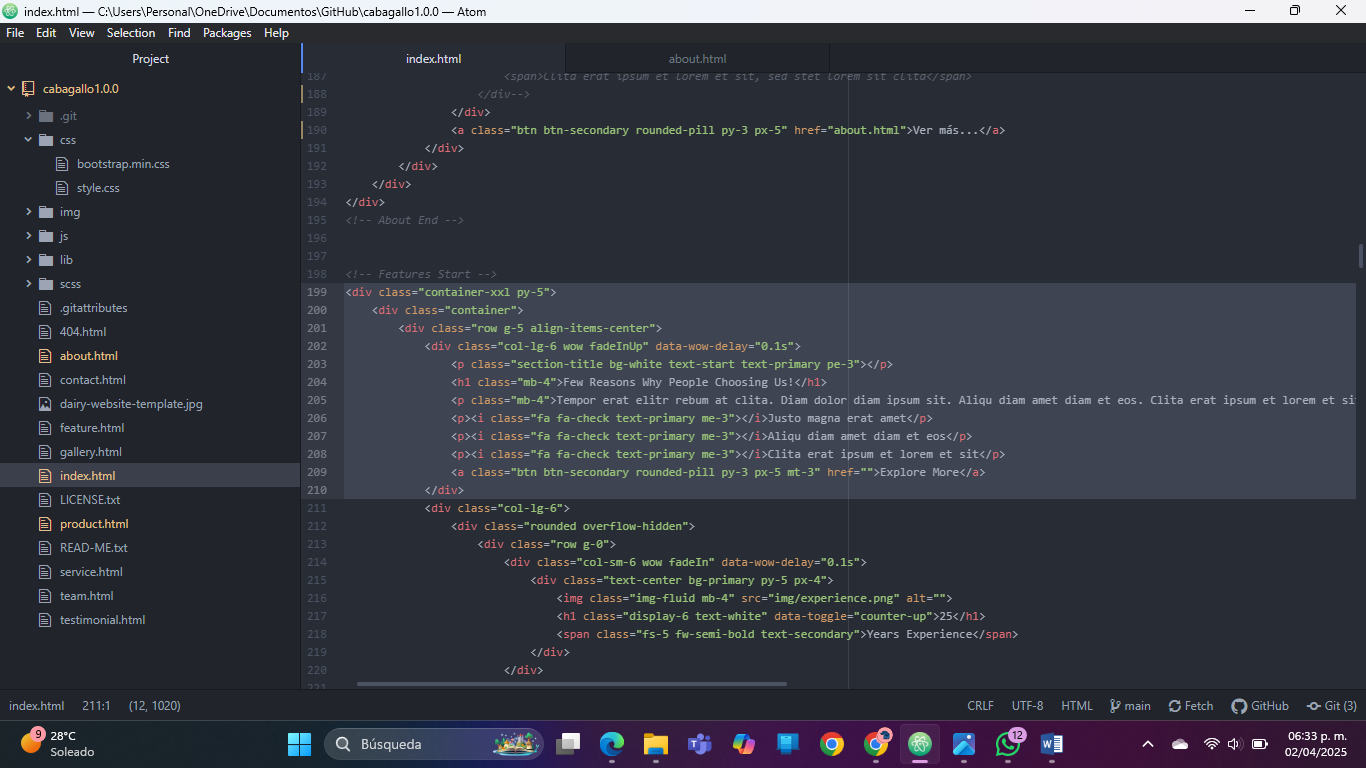 index.html — C:\Users\Personal\OneDrive\Documentos\GitHub\cabagallo1.0.0 — Atom
File Edit View Selection Find Packages Help
Project
cabagallo1.0.0
.git
css
bootstrap.min.css
style.css
img
js
lib
scss
.gitattributes
404.html
about.html
contact.html
dairy-website-template.jpg
feature.html
gallery.html
index.html
LICENSE.txt
product.html
READ-ME.txt
service.html
team.html
testimonial.html
index.html about.html
187 <span>Clita erat ipsum et lorem et sit, sed stet lorem sit clita</span>
188 </div-->
189 </div>
190 <a class="btn btn-secondary rounded-pill py-3 px-5" href="about.html">Ver más...</a>
191 </div>
192 </div>
193 </div>
194 </div>
195 <!-- About End -->
196
197
198 <!-- Features Start -->
199 <div class="container-xxl py-5">
200 <div class="container">
201 <div class="row g-5 align-items-center">
202 <div class="col-lg-6 wow fadeInUp" data-wow-delay="0.1s">
203 <p class="section-title bg-white text-start text-primary pe-3"></p>
204 <h1 class="mb-4">Few Reasons Why People Choosing Us!</h1>
205 <p class="mb-4">Tempor erat elitr rebum at clita. Diam dolor diam ipsum sit. Aliqu diam amet diam et eos. Clita erat ipsum et lorem et si
206 <p><i class="fa fa-check text-primary me-3"></i>Justo magna erat amet</p>
207 <p><i class="fa fa-check text-primary me-3"></i>Aliqu diam amet diam et eos</p>
208 <p><i class="fa fa-check text-primary me-3"></i>Clita erat ipsum et lorem et sit</p>
209 <a class="btn btn-secondary rounded-pill py-3 px-5 mt-3" href="">Explore More</a>
210 </div>
211 <div class="col-lg-6">
212 <div class="rounded overflow-hidden">
213 <div class="row g-0">
214 <div class="col-sm-6 wow fadeIn" data-wow-delay="0.1s">
215 <div class="text-center bg-primary py-5 px-4">
216 <img class="img-fluid mb-4" src="img/experience.png" alt="">
217 <h1 class="display-6 text-white" data-toggle="counter-up">25</h1>
218 <span class="fs-5 fw-semi-bold text-secondary">Years Experience</span>
219 </div>
220 </div>
221
index.html 211:1 (12, 1020) CRLF UTF-8 HTML main Fetch GitHub Git (3)
9 28°C
Soleado
Búsqueda
12
06:33 p. m.
02/04/2025